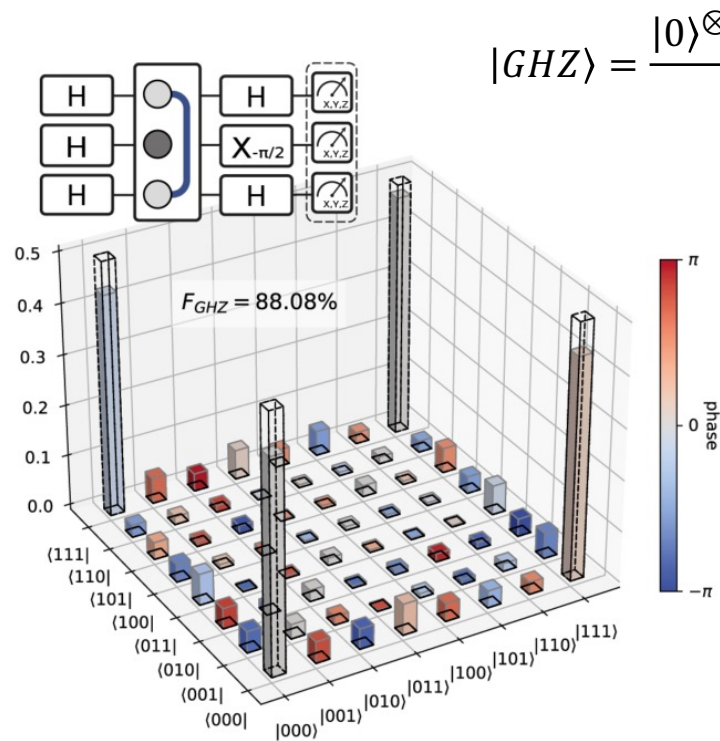 |GHZ⟩ = |0⟩⊗
H H X,Y,Z
H X-π/2 X,Y,Z
H H X,Y,Z
F_GHZ = 88.08%
0.5
0.4
0.3
0.2
0.1
0.0
⟨111|
⟨110|
⟨101|
⟨100|
⟨011|
⟨010|
⟨001|
⟨000|
|000⟩
|001⟩
|010⟩
|011⟩
|100⟩
|101⟩
|110⟩
|111⟩
π
0
-π
phase